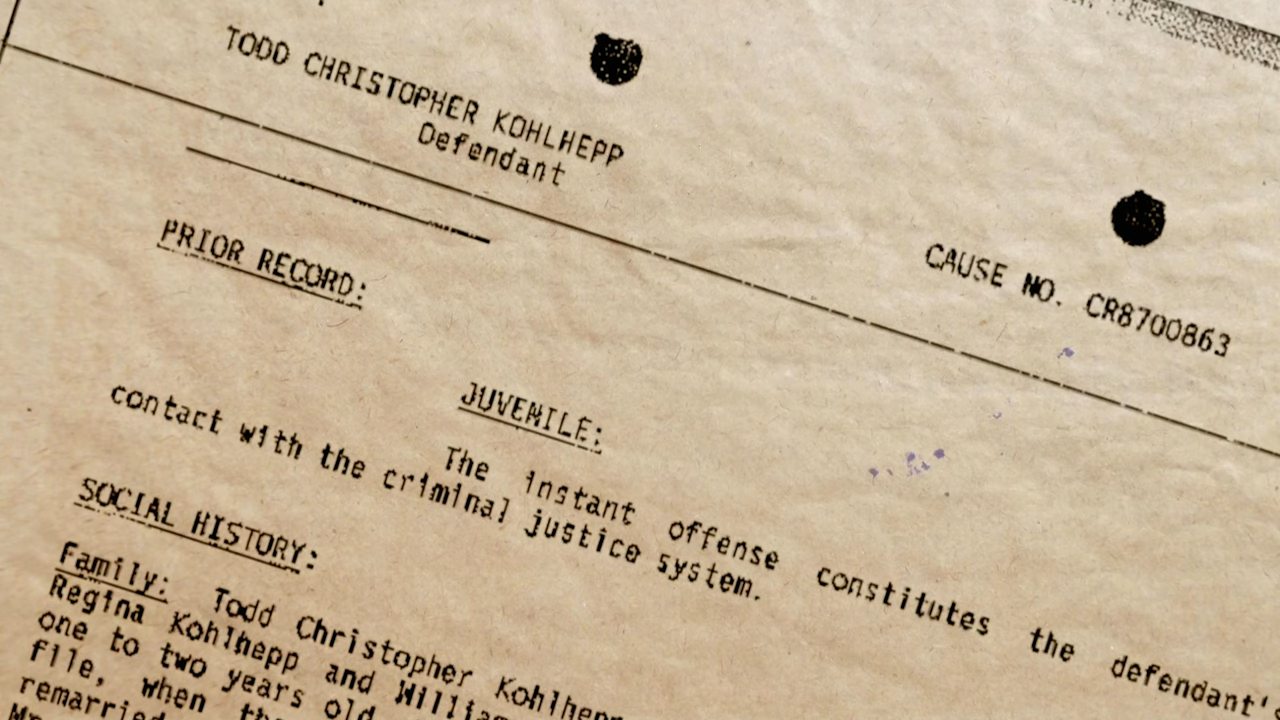 TODD CHRISTOPHER KOHLHEPP
Defendant
CAUSE NO. CR8700863
PRIOR RECORD:
JUVENILE:
The instant offense constitutes the defendant's
contact with the criminal justice system.
SOCIAL HISTORY:
Family: Todd Christopher Kohlhepp
Regina Kohlhepp and William
one to two years old
file, when
remarried